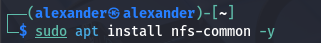 ┌──(alexander㉿alexander)-[~]
└─$ sudo apt install nfs-common -y